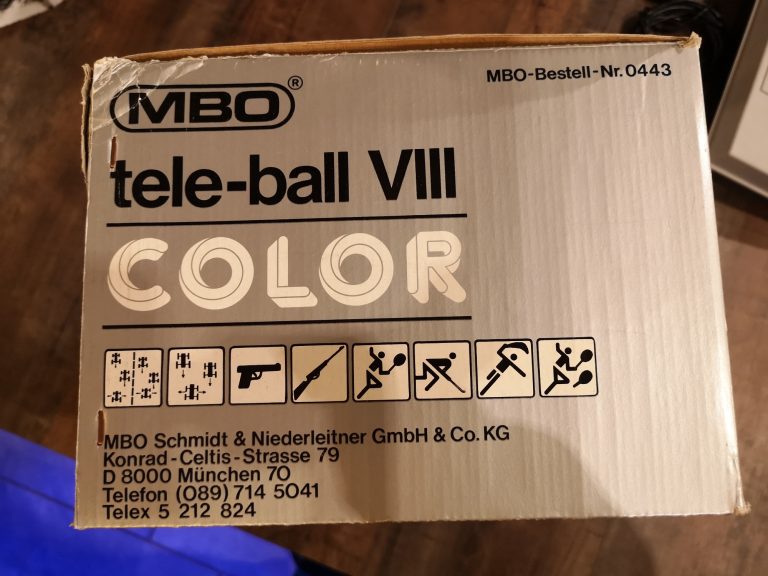 MBO®
MBO-Bestell-Nr. 0443
tele-ball VIII
COLOR
MBO Schmidt & Niederleitner GmbH & Co. KG
Konrad-Celtis-Strasse 79
D 8000 München 70
Telefon (089) 714 5041
Telex 5 212 824